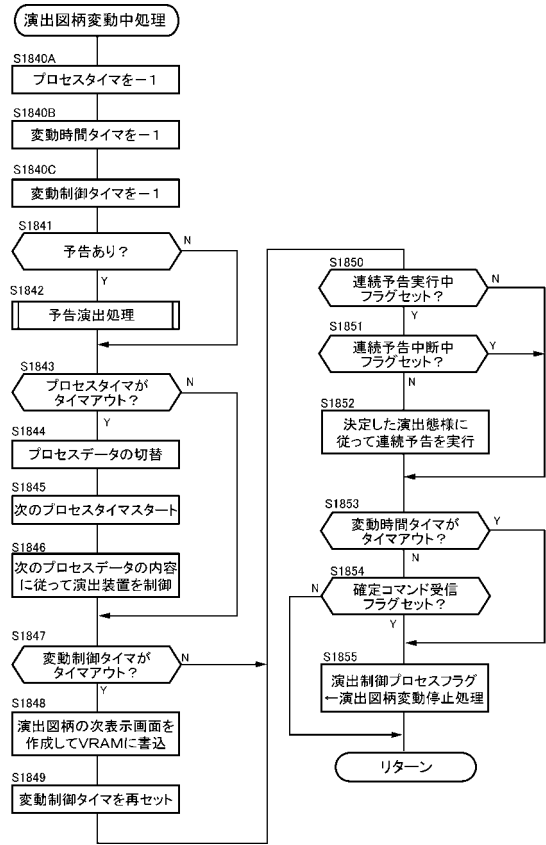 演出図柄変動中処理
S1840A
プロセスタイマを－1
S1840B
変動時間タイマを－1
S1840C
変動制御タイマを－1
S1841
予告あり？
N
Y
S1842
予告演出処理
S1843
プロセスタイマが
タイマアウト？
N
Y
S1844
プロセスデータの切替
S1845
次のプロセスタイマスタート
S1846
次のプロセスデータの内容
に従って演出装置を制御
S1847
変動制御タイマが
タイマアウト？
N
Y
S1848
演出図柄の次表示画面を
作成してVRAMに書込
S1849
変動制御タイマを再セット
S1850
連続予告実行中
フラグセット？
N
Y
S1851
連続予告中断中
フラグセット？
Y
N
S1852
決定した演出態様に
従って連続予告を実行
S1853
変動時間タイマが
タイマアウト？
Y
N
S1854
確定コマンド受信
フラグセット？
N
Y
S1855
演出制御プロセスフラグ
←演出図柄変動停止処理
リターン